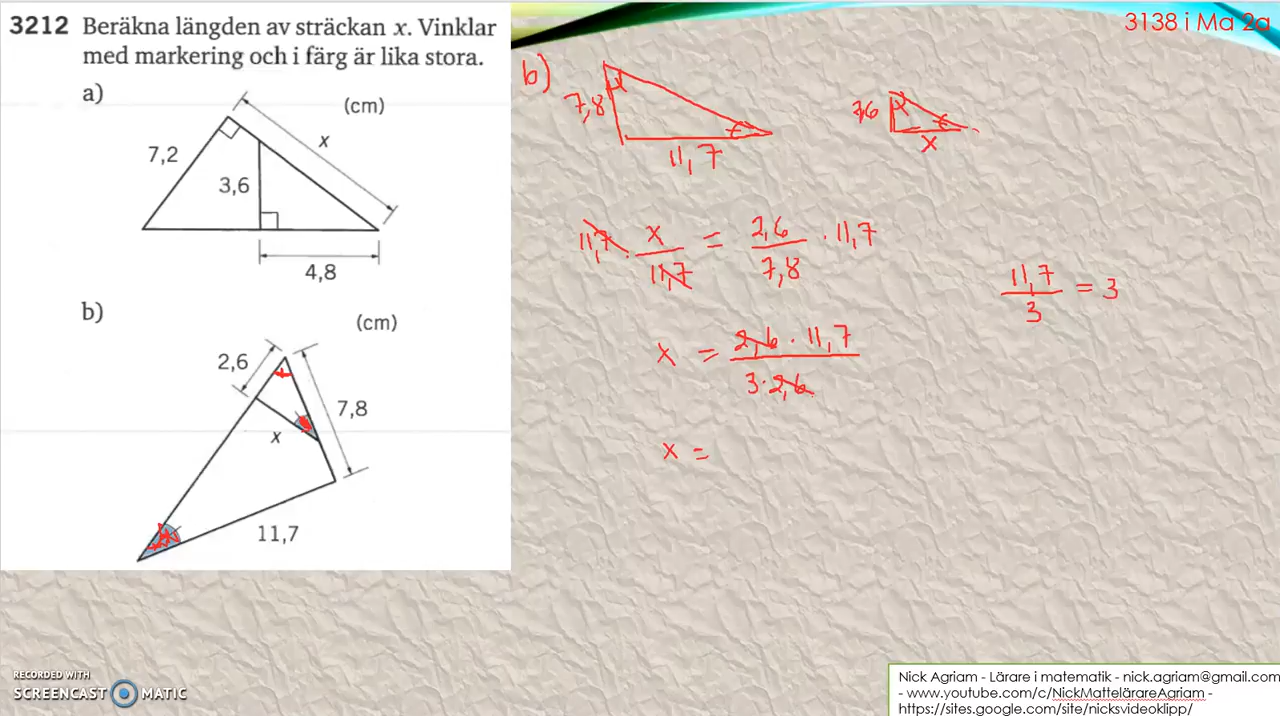 3212 Beräkna längden av sträckan x. Vinklar
med markering och i färg är lika stora.
a)
(cm)
7,2
x
3,6
4,8
b)
(cm)
2,6
7,8
x
11,7
3138 i Ma 2a
b)
7,8
11,7
x
11,7 · x/11,7 = 2,6/7,8 · 11,7
11,7/3 = 3
x = 2,6 · 11,7/3 · 2,6
x =
RECORDED WITH
SCREENCAST MATIC
Nick Agriam - Lärare i matematik - nick.agriam@gmail.com
- www.youtube.com/c/NickMattelärareAgriam -
https://sites.google.com/site/nicksvideoklipp/